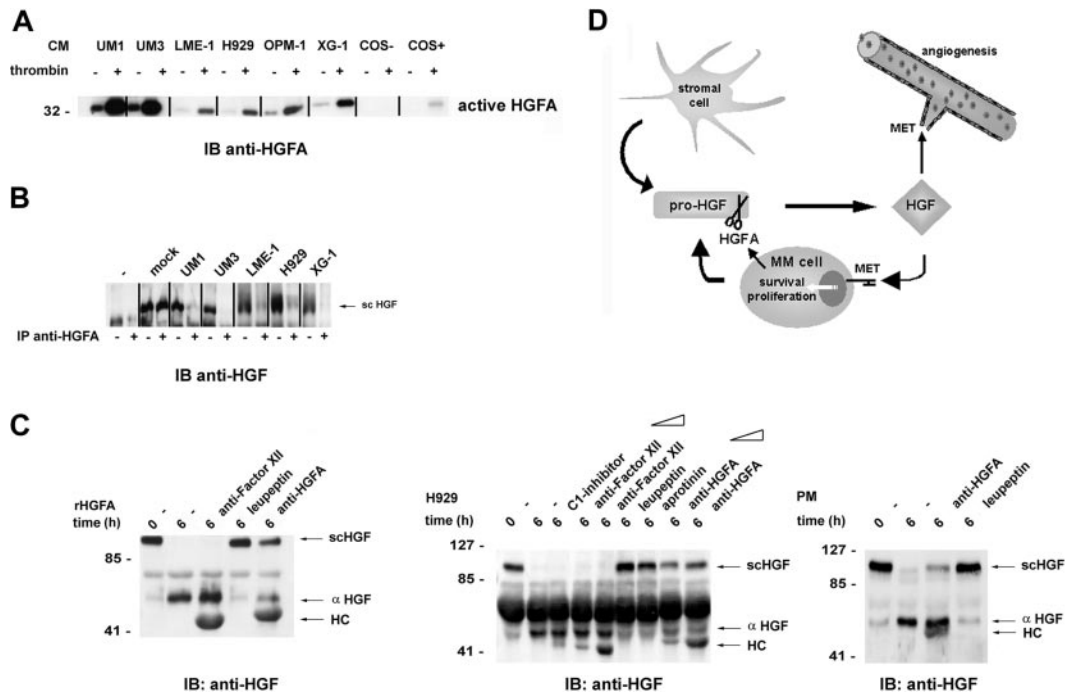 A
CM UM1 UM3 LME-1 H929 OPM-1 XG-1 COS- COS+
thrombin - + - + - + - + - + - + - + - +
32 - active HGFA
IB anti-HGFA
B
- mock UM1 UM3 LME-1 H929 XG-1
sc HGF
IP anti-HGFA - + - + - + - + - + - + - +
IB anti-HGF
C
rHGFA - - anti-Factor XII leupeptin anti-HGFA
time (h) 0 6 6 6 6
scHGF
85 -
α HGF
HC
41 -
IB: anti-HGF
H929 - - C1-inhibitor anti-Factor XII anti-Factor XII leupeptin aprotinin anti-HGFA anti-HGFA
time (h) 0 6 6 6 6 6 6 6 6
127 -
scHGF
85 -
α HGF
HC
41 -
IB: anti-HGF
PM - - anti-HGFA leupeptin
time (h) 0 6 6 6
127 -
scHGF
85 -
α HGF
HC
41 -
IB: anti-HGF
D
stromal
cell
angiogenesis
MET
pro-HGF
HGF
HGFA
MM cell
MET
survival
proliferation